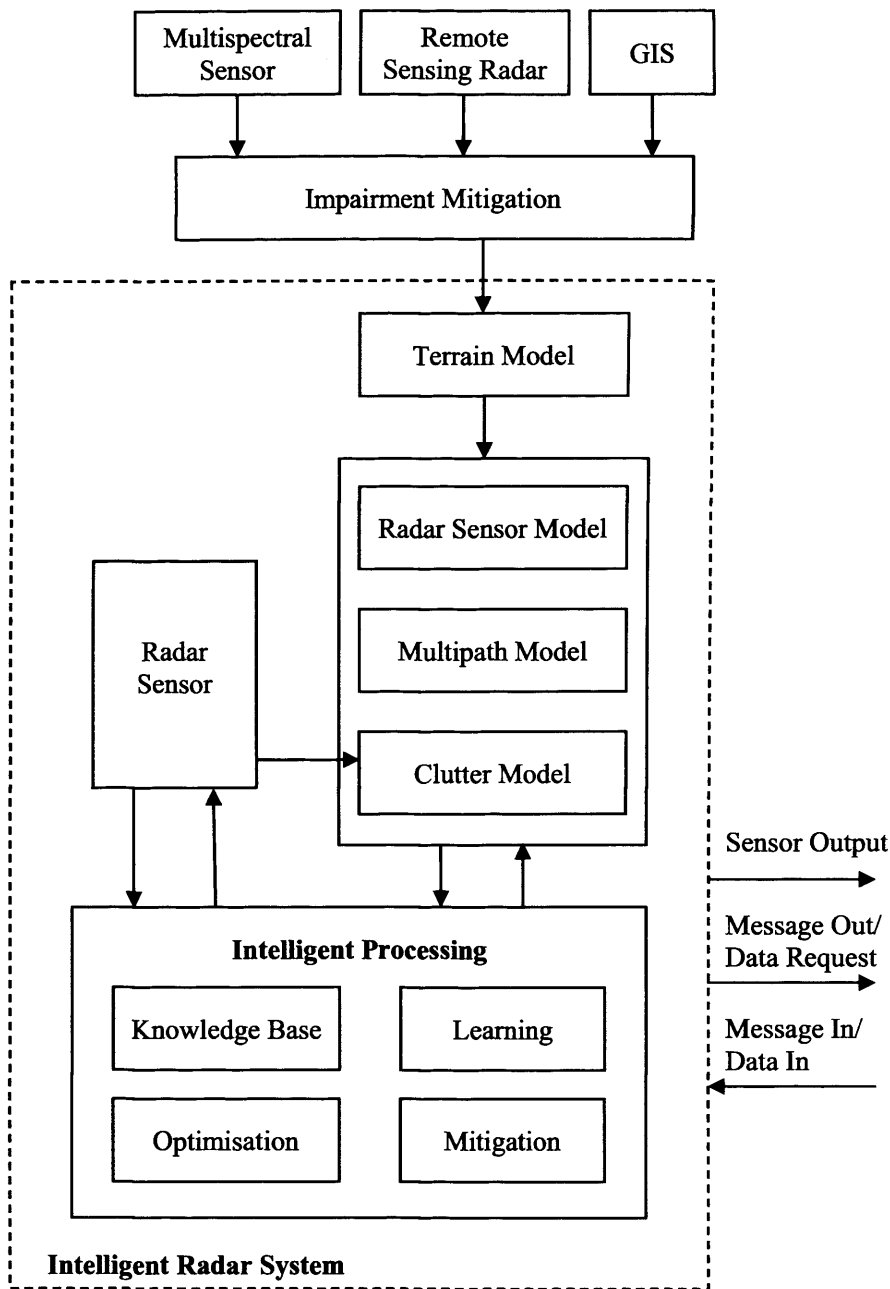 Multispectral
Sensor
Remote
Sensing Radar
GIS
Impairment Mitigation
Terrain Model
Radar Sensor Model
Radar
Sensor
Multipath Model
Clutter Model
Sensor Output
Message Out/
Data Request
Message In/
Data In
Intelligent Processing
Knowledge Base
Learning
Optimisation
Mitigation
Intelligent Radar System